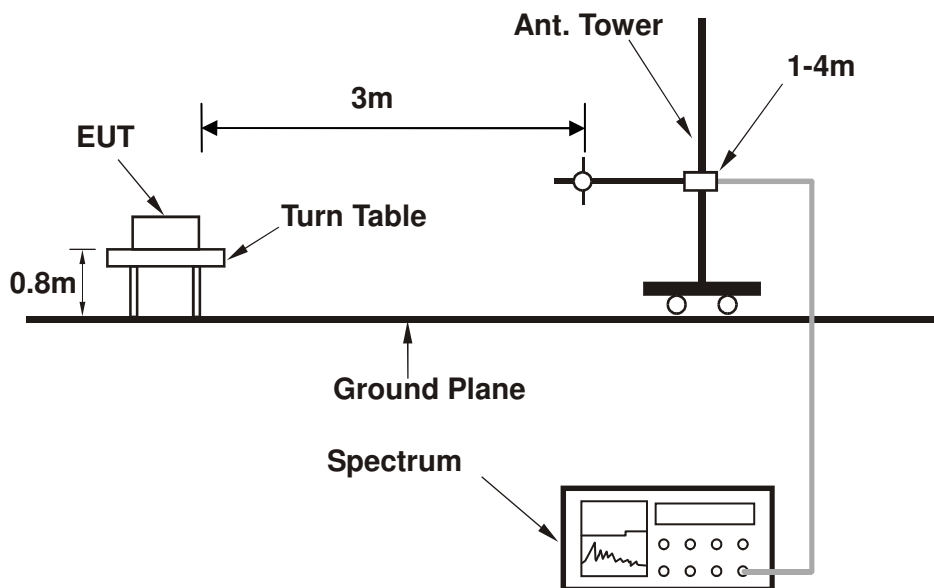 Ant. Tower
1-4m
3m
EUT
Turn Table
0.8m
Ground Plane
Spectrum